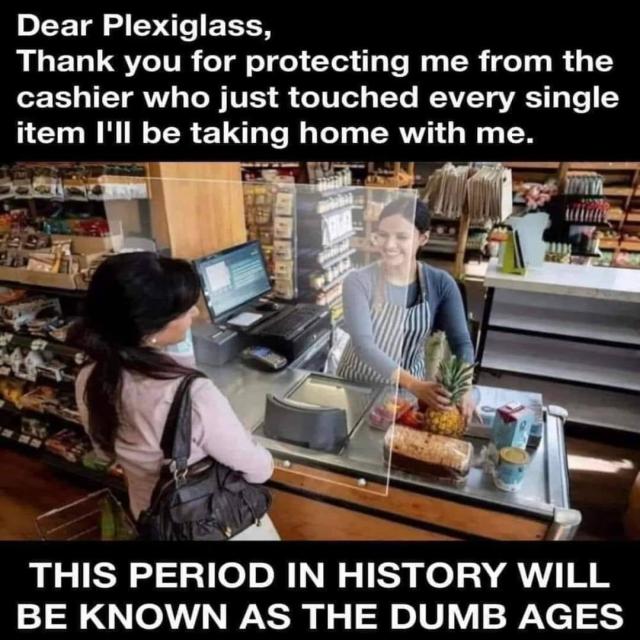 Dear Plexiglass,
Thank you for protecting me from the
cashier who just touched every single
item I'll be taking home with me.
THIS PERIOD IN HISTORY WILL
BE KNOWN AS THE DUMB AGES